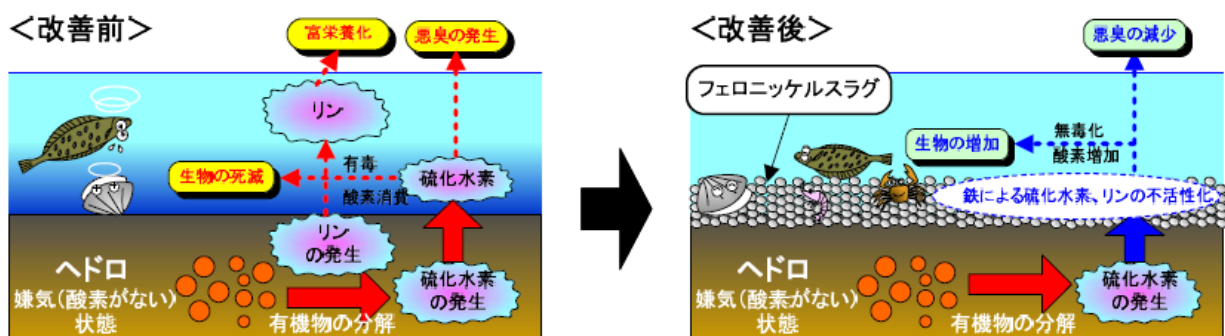 ＜改善前＞
富栄養化
悪臭の発生
リン
有毒
生物の死滅
硫化水素
酸素消費
リン
の発生
ヘドロ
嫌気(酸素がない)
状態
硫化水素
の発生
有機物の分解
＜改善後＞
悪臭の減少
フェロニッケルスラグ
無毒化
生物の増加
酸素増加
鉄による硫化水素、リンの不活性化
ヘドロ
嫌気(酸素がない)
状態
硫化水素
の発生
有機物の分解